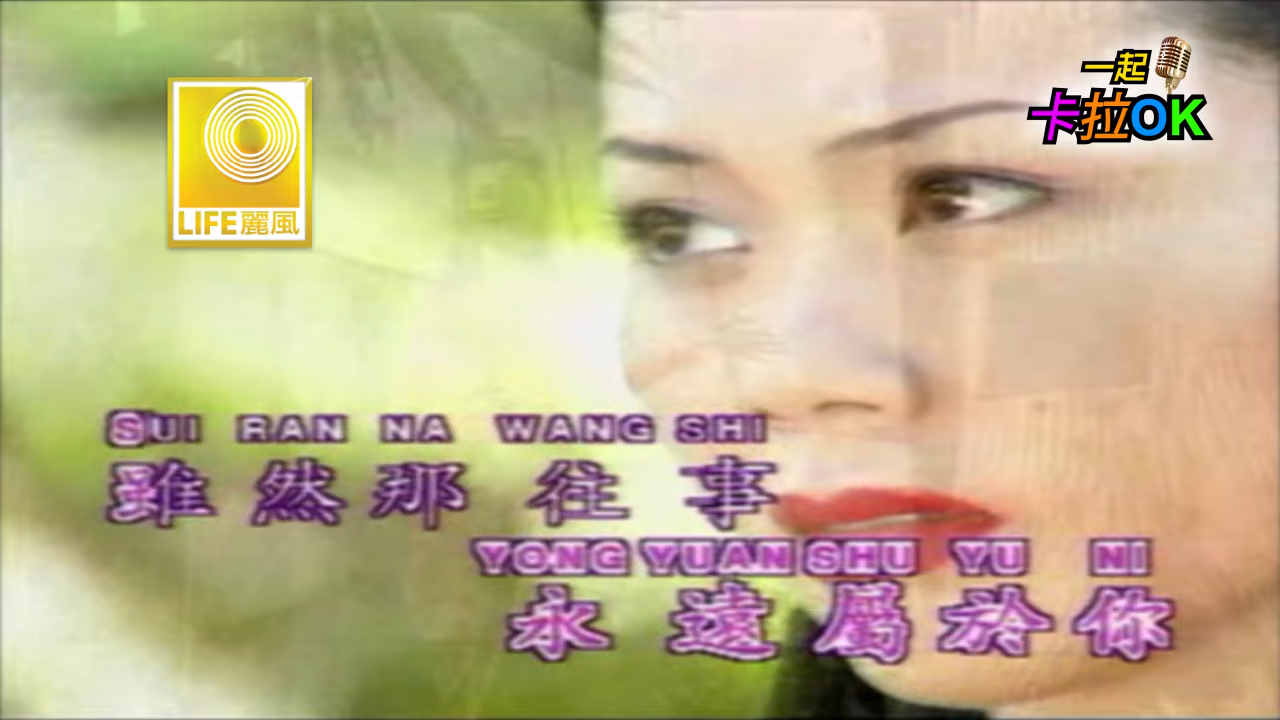 一起
卡拉OK
LIFE麗風
SUI RAN NA WANG SHI
雖然那往事
YONG YUAN SHU YU NI
永遠屬於你